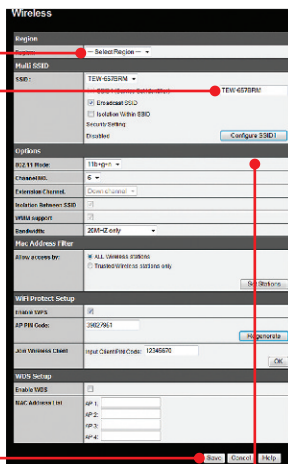 Wireless
Region
Region: -- Select Region --
Multi SSID
SSID: TEW-657BRM
TEW-657BRM
Broadcast SSID
Isolation Within SSID
Security Setting
Disabled Configure SSID1
Options
802.11 Mode: 11b+g+n
Channel NO. 6
Extension Channel. Down channel
Isolation Between SSID
WMM support
Bandwidth: 20MHZ only
Mac Address Filter
Allow access by: ALL Wireless stations
Trusted Wireless stations only
Set Stations
WiFi Protect Setup
Enable WPS
AP PIN Code: 39027961
Regenerate
Join Wireless Client Input Client PIN Code: 12345670
OK
WDS Setup
Enable WDS
MAC Address List AP 1:
AP 2:
AP 3:
AP 4:
Save Cancel Help